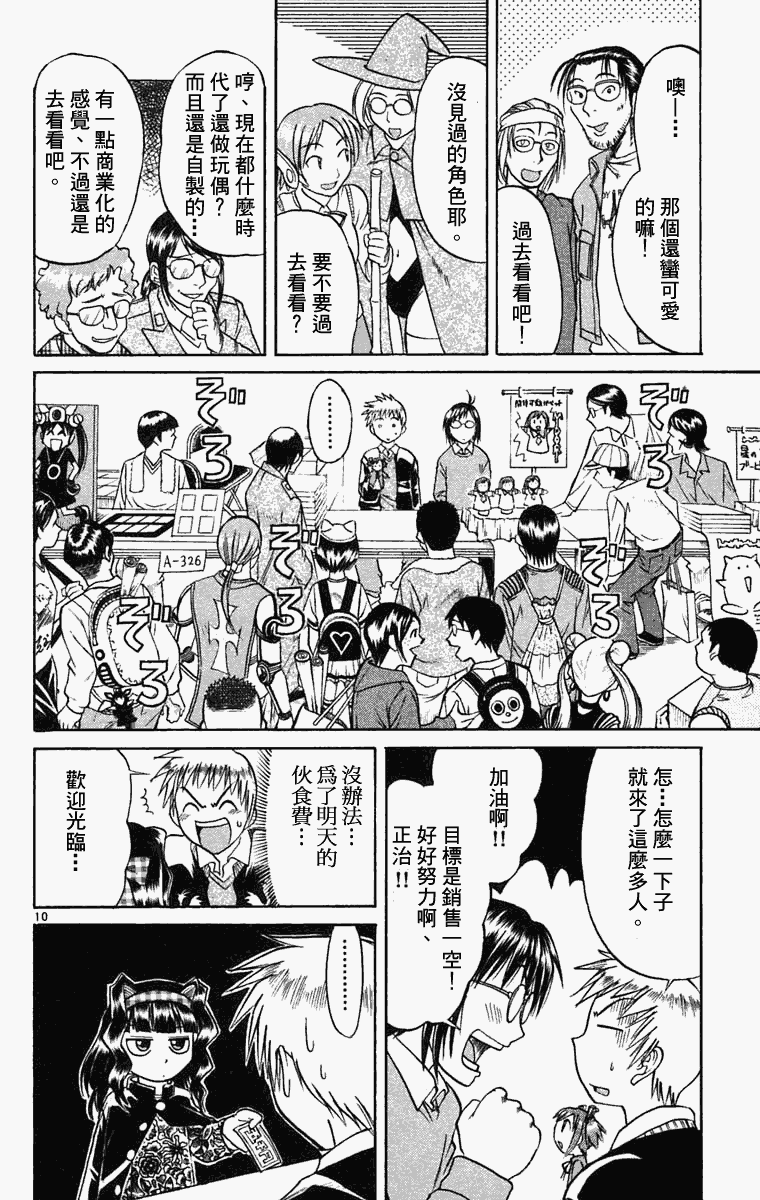 噢—…
那個還蠻可愛
的嘛！
過去看看吧！
沒見過的角色耶。
要不要過
去看看？
哼、現在都什麼時
代了還做玩偶？
而且還是自製的…
有一點商業化的
感覺、不過還是
去看看吧。
………
ぞろ
ぞろ
ぞろ
ぞろ
A-326
怎…怎麼一下子
就來了這麼多人。
加油啊！！
目標是銷售一空！
好好努力啊、
正治！！
沒辦法…
為了明天的
伙食費…
歡迎光臨…
10
………